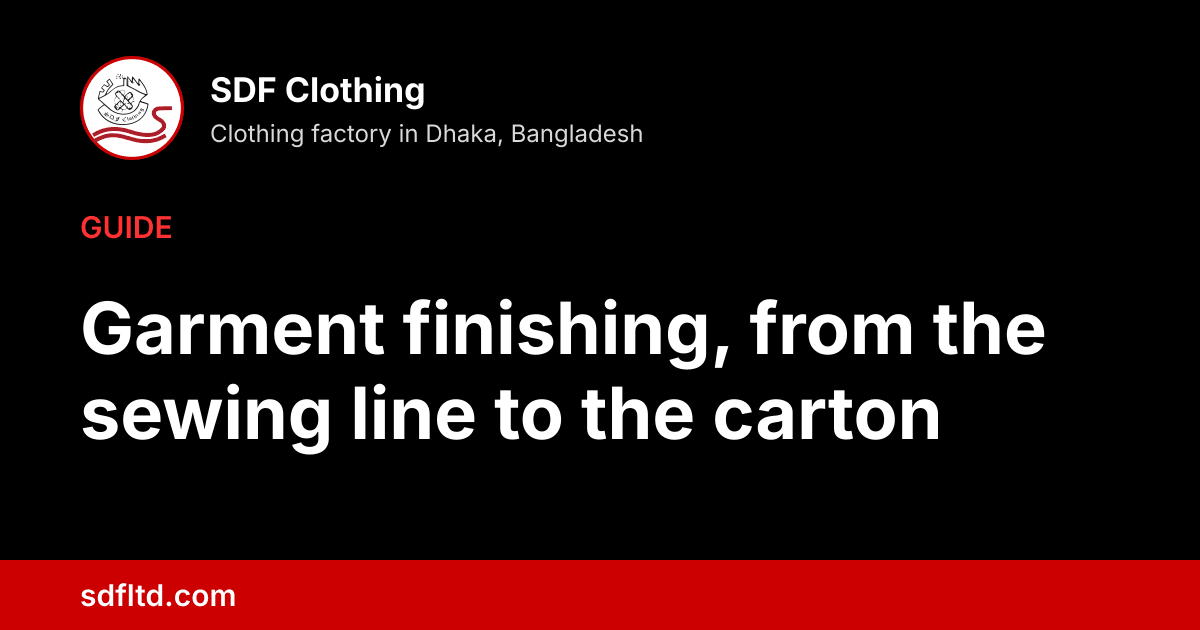 SDF Clothing
Clothing factory in Dhaka, Bangladesh
S.D.F Clothing
GUIDE
Garment finishing, from the
sewing line to the carton
sdfltd.com